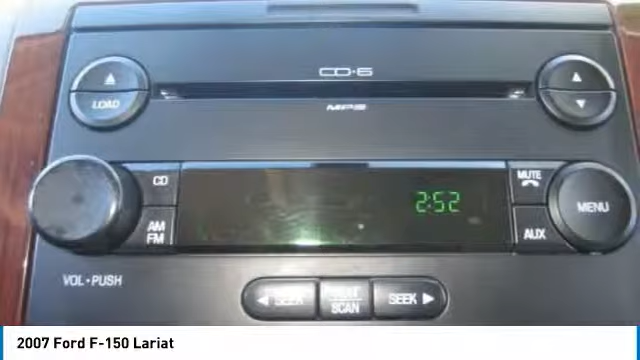 CD•6
LOAD
MP3
CD
2:52
MUTE
AM
FM
AUX
MENU
VOL • PUSH
SEEK
SEEK
SCAN
2007 Ford F-150 Lariat